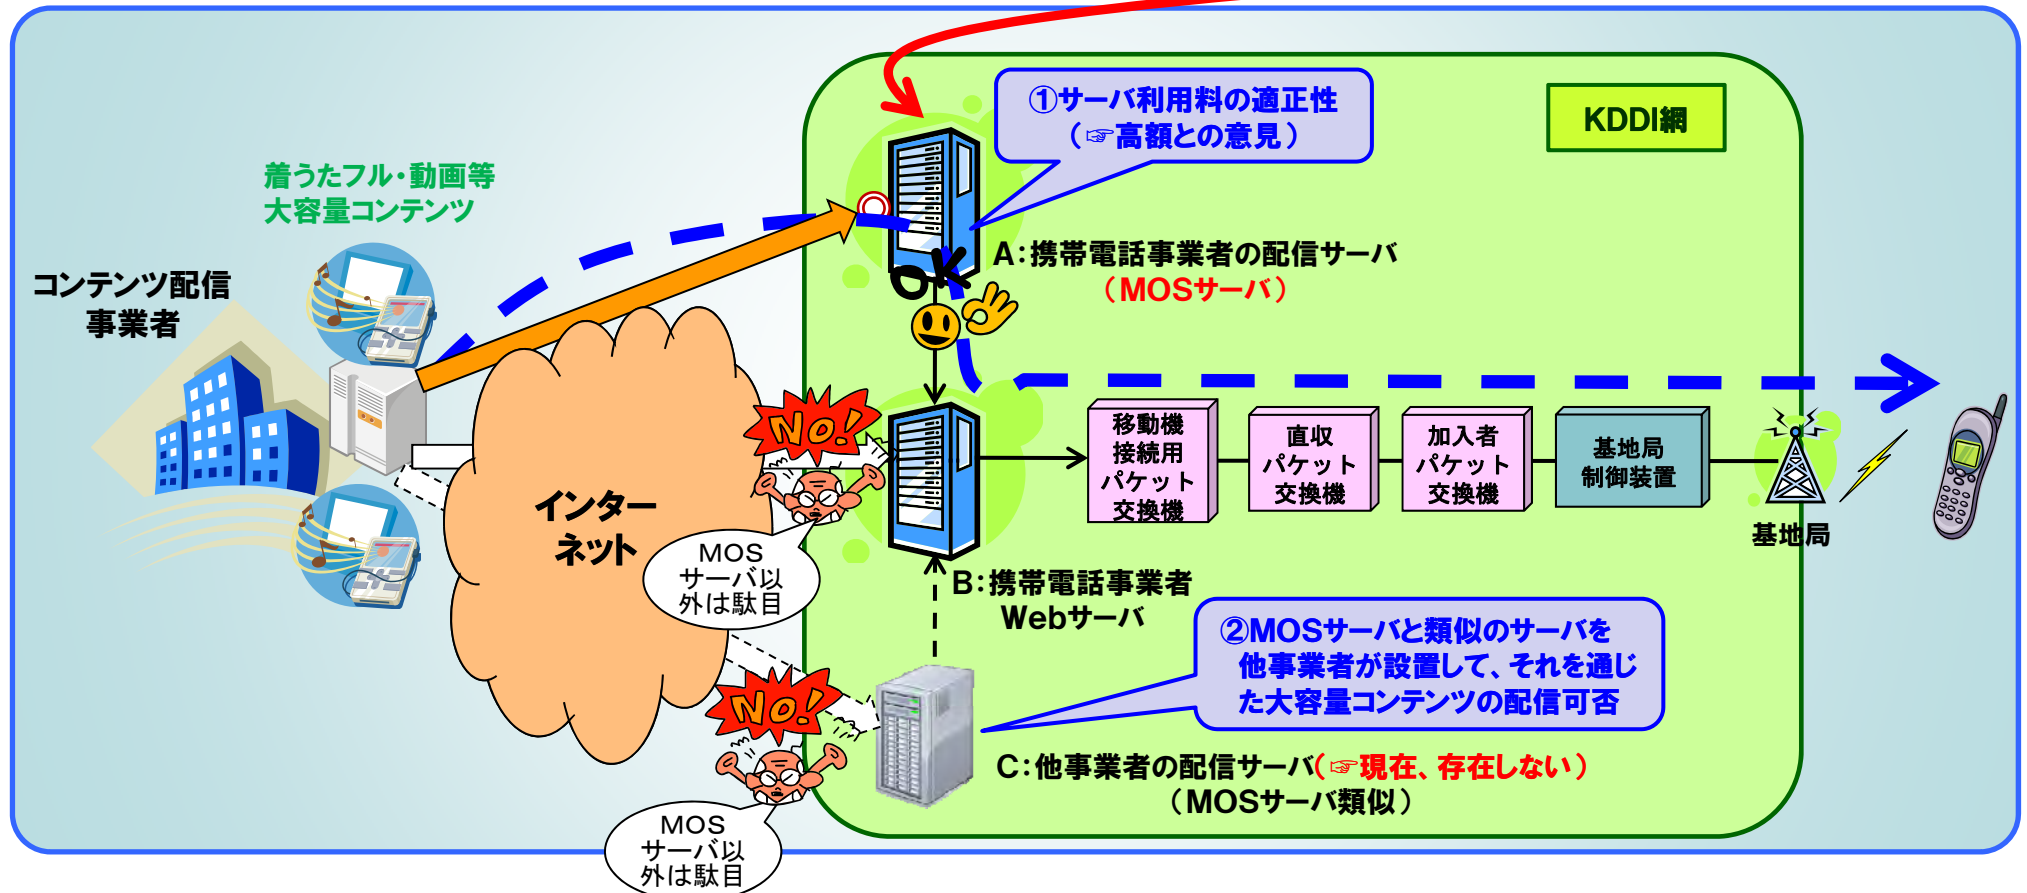 ①サーバ利用料の適正性
（☞高額との意見）
KDDI網
着うたフル・動画等
大容量コンテンツ
コンテンツ配信
事業者
A：携帯電話事業者の配信サーバ
（MOSサーバ）
OK
NO!
移動機
接続用
パケット
交換機
直収
パケット
交換機
加入者
パケット
交換機
基地局
制御装置
基地局
インター
ネット
MOS
サーバ以
外は駄目
B：携帯電話事業者
Webサーバ
②MOSサーバと類似のサーバを
他事業者が設置して、それを通じ
た大容量コンテンツの配信可否
NO!
C：他事業者の配信サーバ（☞現在、存在しない）
（MOSサーバ類似）
MOS
サーバ以
外は駄目